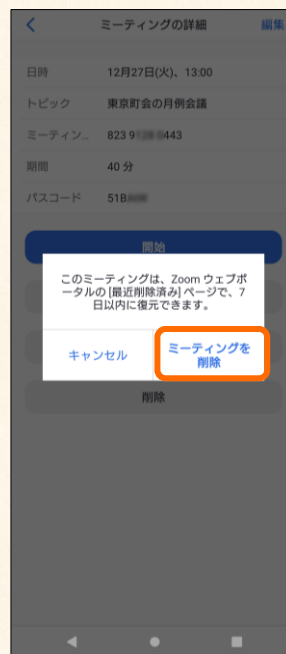 ミーティングの詳細 編集
日時 12月27日(火)、13:00
トピック 東京町会の月例会議
ミーティン... 823 9 443
期間 40 分
パスコード 51B
開始
このミーティングは、Zoom ウェブポ
ータルの [最近削除済み] ページで、7
日以内に復元できます。
キャンセル ミーティングを
削除
削除